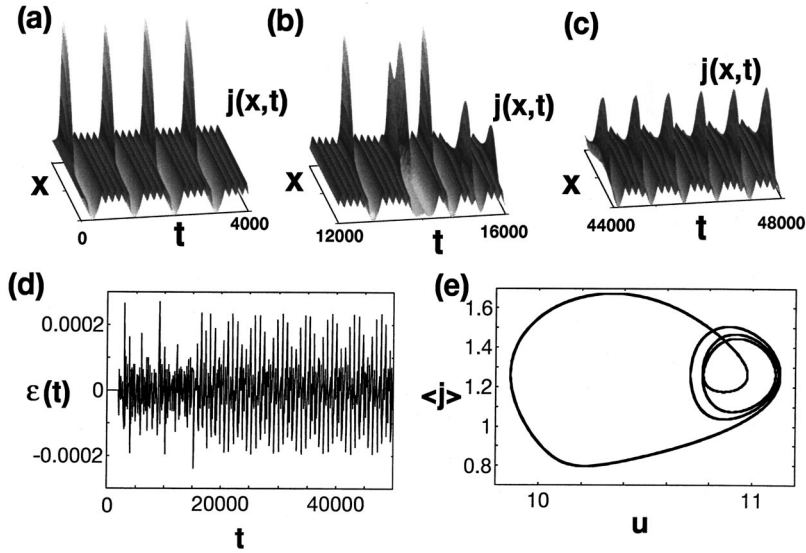 (a)
j(x,t)
x
0
t
4000
(b)
j(x,t)
x
12000
t
16000
(c)
j(x,t)
x
44000
t
48000
(d)
0.0002
ε(t)
0
-0.0002
0
20000
40000
t
(e)
1.6
1.4
<j>
1.2
1
0.8
10
11
u